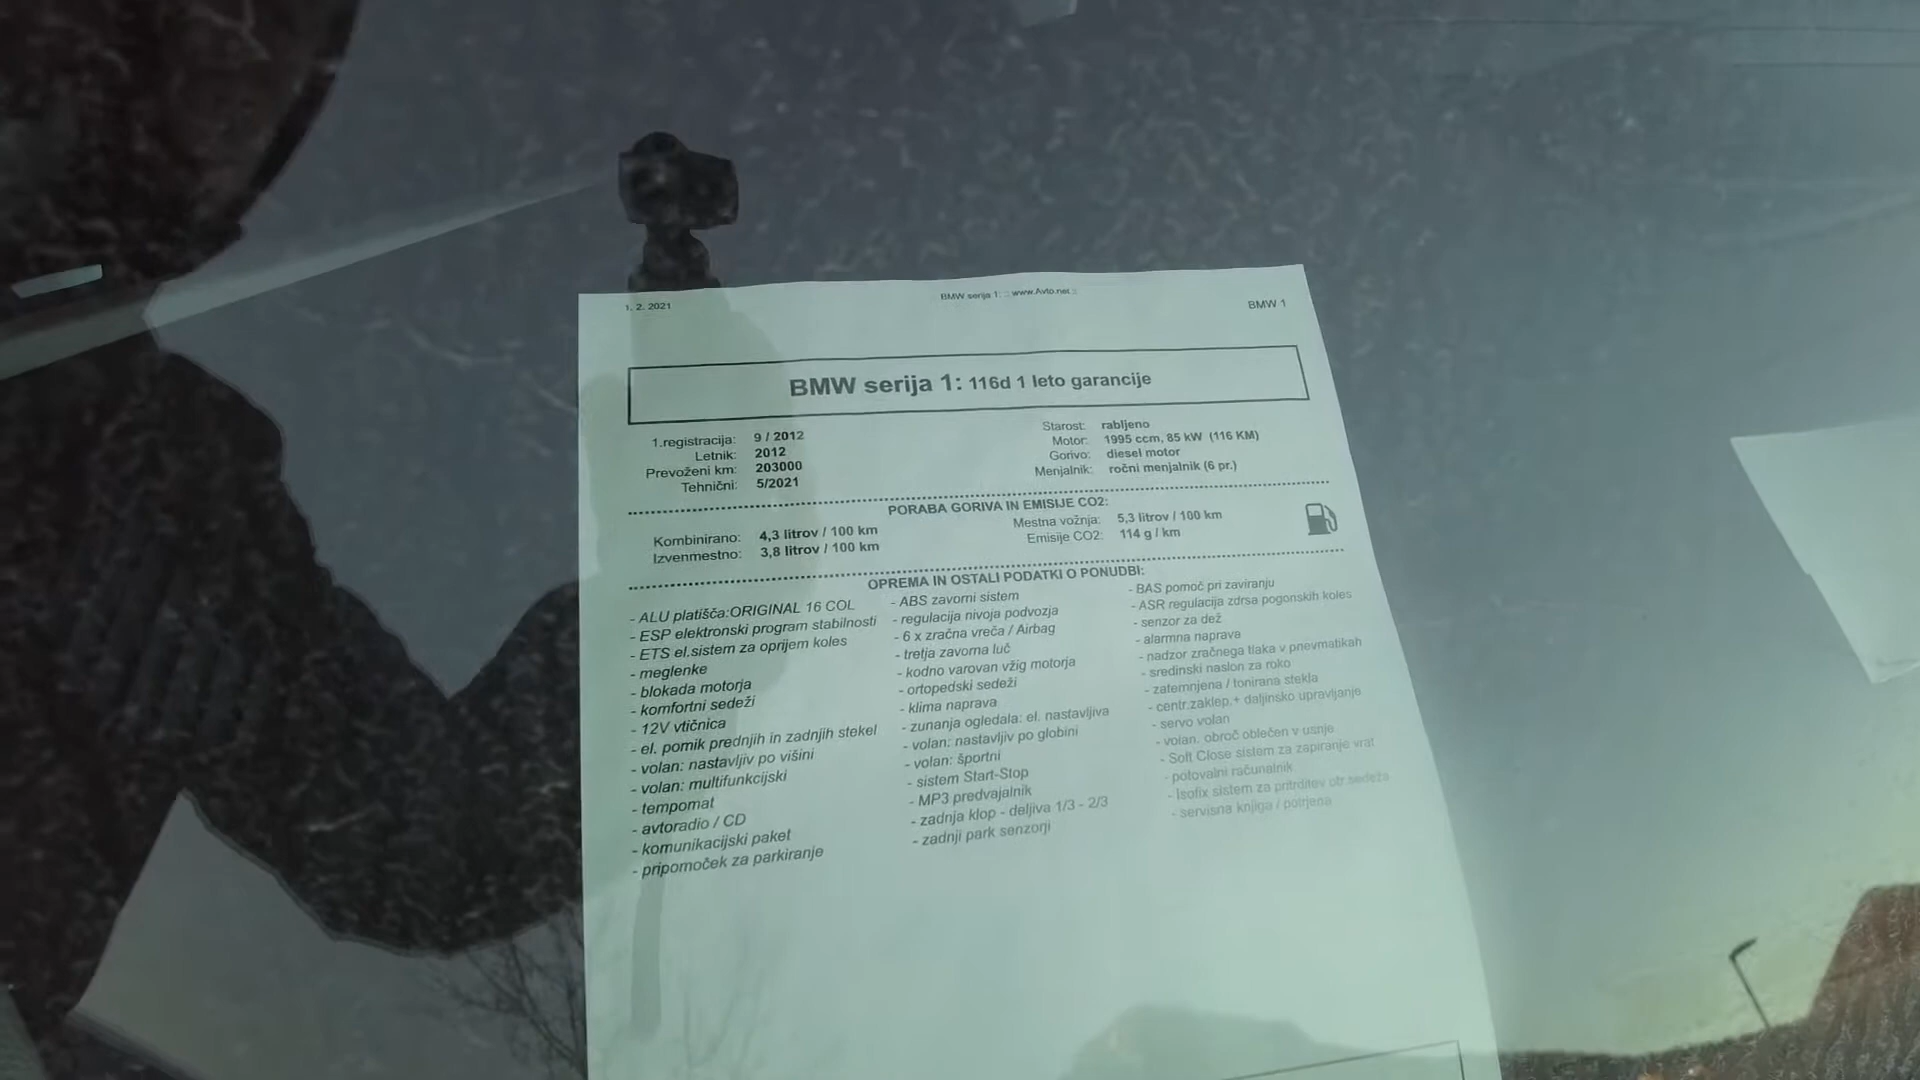 1. 2. 2021
BMW serija 1: :: www.Avto.net ::
BMW 1
BMW serija 1: 116d 1 leto garancije
1.registracija: 9 / 2012
Letnik: 2012
Prevoženi km: 203000
Tehnični: 5/2021
Starost: rabljeno
Motor: 1995 ccm, 85 kW (116 KM)
Gorivo: diesel motor
Menjalnik: ročni menjalnik (6 pr.)
PORABA GORIVA IN EMISIJE CO2:
Kombinirano: 4,3 litrov / 100 km
Izvenmestno: 3,8 litrov / 100 km
Mestna vožnja: 5,3 litrov / 100 km
Emisije CO2: 114 g / km
OPREMA IN OSTALI PODATKI O PONUDBI:
- ALU platišča:ORIGINAL 16 COL
- ESP elektronski program stabilnosti
- ETS el.sistem za oprijem koles
- meglenke
- blokada motorja
- komfortni sedeži
- 12V vtičnica
- el. pomik prednjih in zadnjih stekel
- volan: nastavljiv po višini
- volan: multifunkcijski
- tempomat
- avtoradio / CD
- komunikacijski paket
- pripomoček za parkiranje
- ABS zavorni sistem
- regulacija nivoja podvozja
- 6 x zračna vreča / Airbag
- tretja zavorna luč
- kodno varovan vžig motorja
- ortopedski sedeži
- klima naprava
- zunanja ogledala: el. nastavljiva
- volan: nastavljiv po globini
- volan: športni
- sistem Start-Stop
- MP3 predvajalnik
- zadnja klop - deljiva 1/3 - 2/3
- zadnji park senzorji
- BAS pomoč pri zaviranju
- ASR regulacija zdrsa pogonskih koles
- senzor za dež
- alarmna naprava
- nadzor zračnega tlaka v pnevmatikah
- sredinski naslon za roko
- zatemnjena / tonirana stekla
- centr.zaklep.+ daljinsko upravljanje
- servo volan
- volan. obroč oblečen v usnje
- Soft Close sistem za zapiranje vrat
- potovalni računalnik
- Isofix sistem za pritrditev otr.sedeža
- servisna knjiga / potrjena